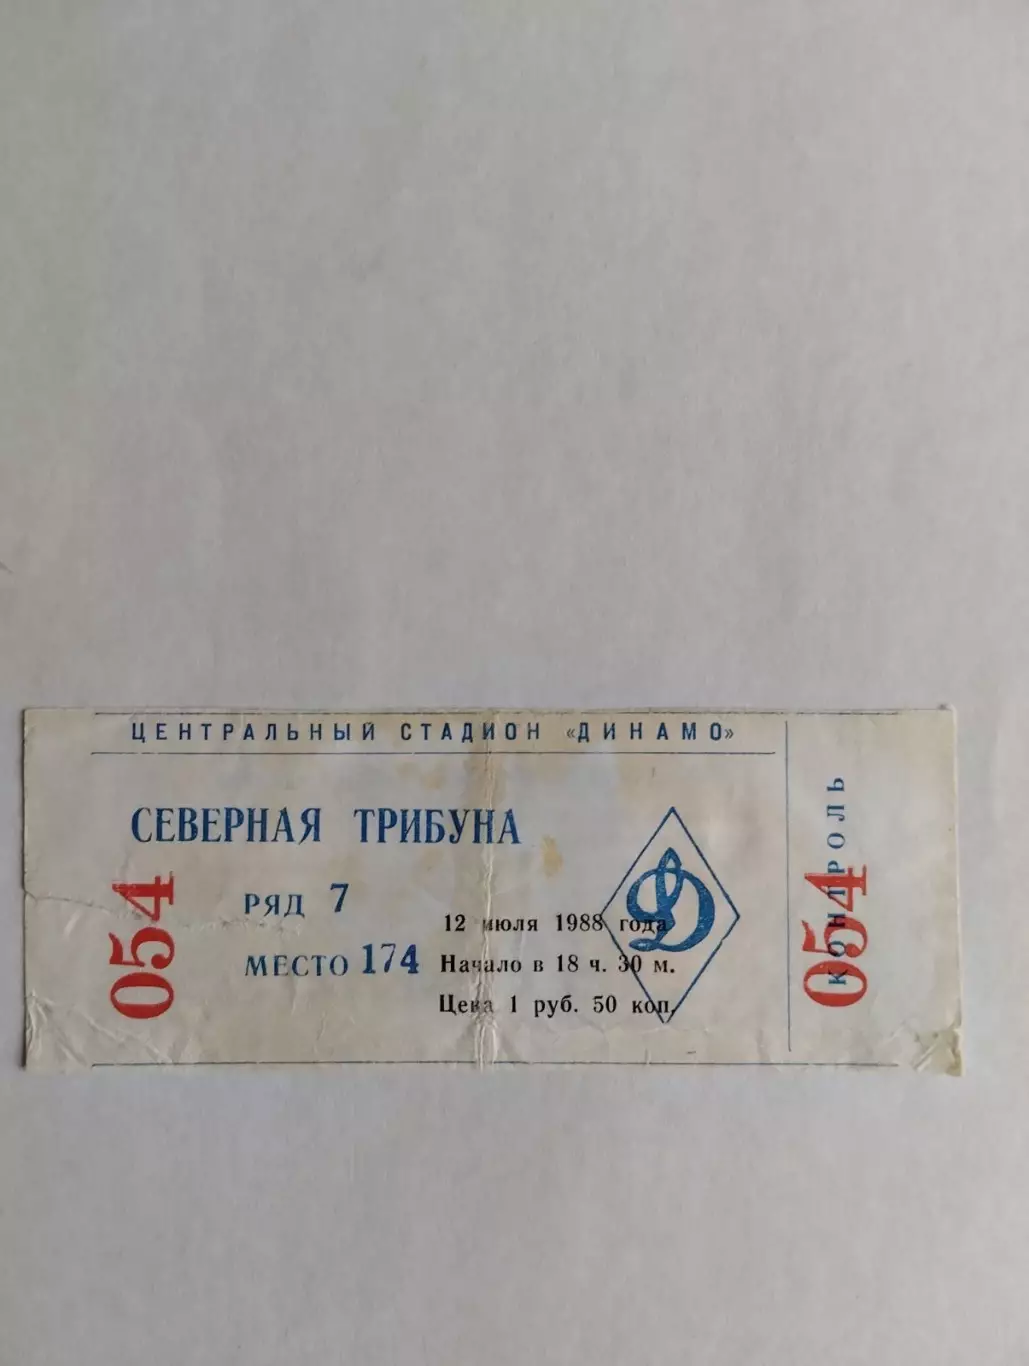 ЦЕНТРАЛЬНЫЙ СТАДИОН «ДИНАМО»
СЕВЕРНАЯ ТРИБУНА
РЯД 7
МЕСТО 174
12 июля 1988 года
Начало в 18 ч. 30 м.
Цена 1 руб. 50 коп.
Д
054
КОНТРОЛЬ
054